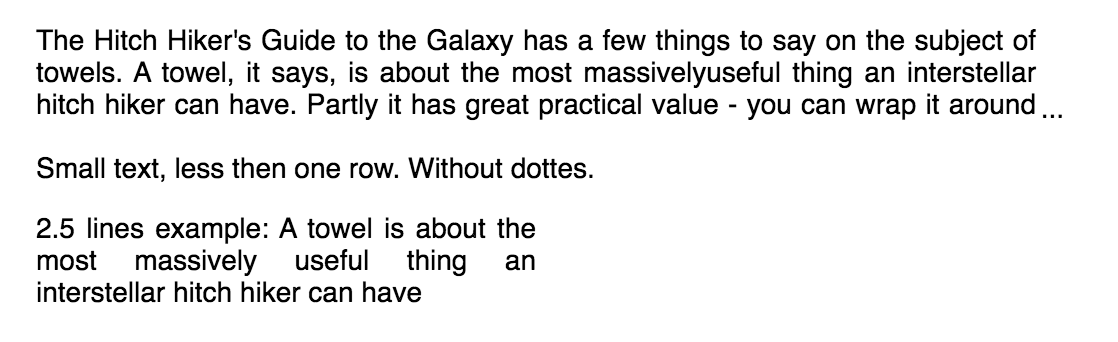 The Hitch Hiker's Guide to the Galaxy has a few things to say on the subject of
towels. A towel, it says, is about the most massivelyuseful thing an interstellar
hitch hiker can have. Partly it has great practical value - you can wrap it around ...
Small text, less then one row. Without dottes.
2.5 lines example: A towel is about the
most massively useful thing an
interstellar hitch hiker can have